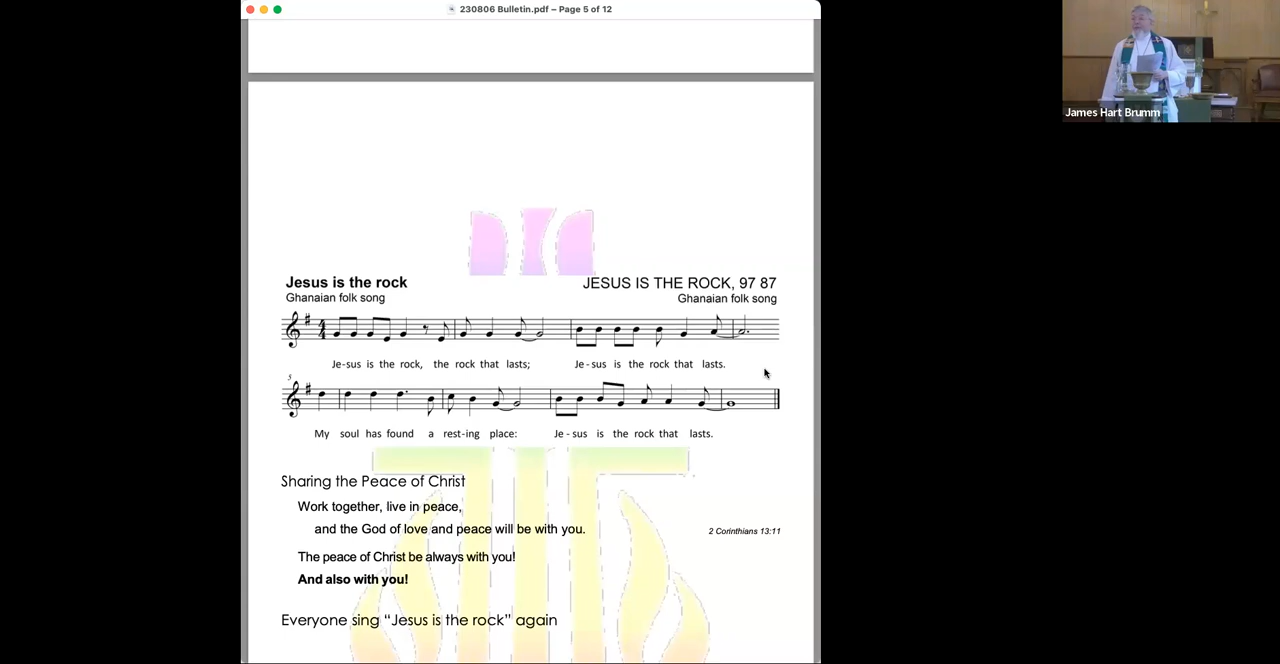 230806 Bulletin.pdf – Page 5 of 12
James Hart Brumm
Jesus is the rock
JESUS IS THE ROCK, 97 87
Ghanaian folk song
Ghanaian folk song
4
4
Je-sus is the rock, the rock that lasts; Je-sus is the rock that lasts.
5
My soul has found a rest-ing place: Je-sus is the rock that lasts.
Sharing the Peace of Christ
Work together, live in peace,
and the God of love and peace will be with you.
2 Corinthians 13:11
The peace of Christ be always with you!
And also with you!
Everyone sing “Jesus is the rock” again